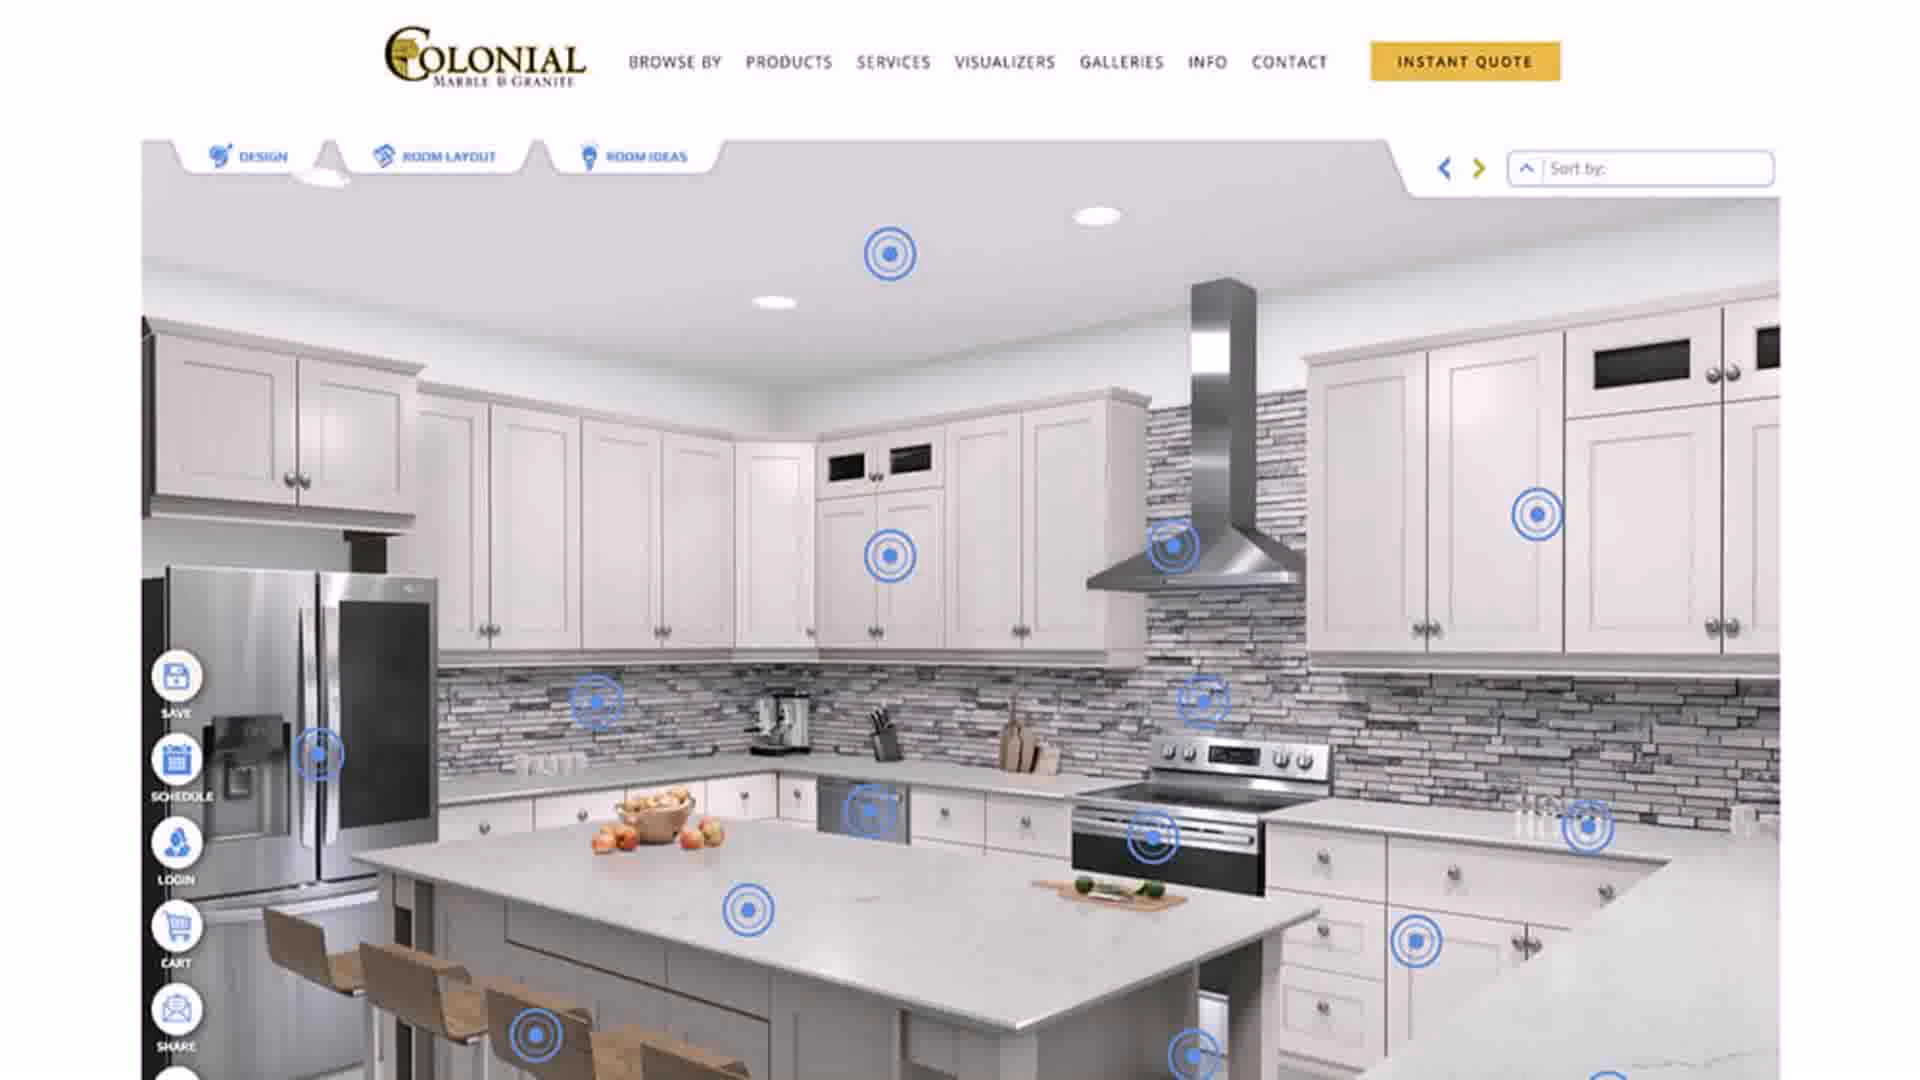 COLONIAL
MARBLE & GRANITE
BROWSE BY PRODUCTS SERVICES VISUALIZERS GALLERIES INFO CONTACT
INSTANT QUOTE
DESIGN
ROOM LAYOUT
ROOM IDEAS
Sort by:
SAVE
SCHEDULE
LOGIN
CART
SHARE